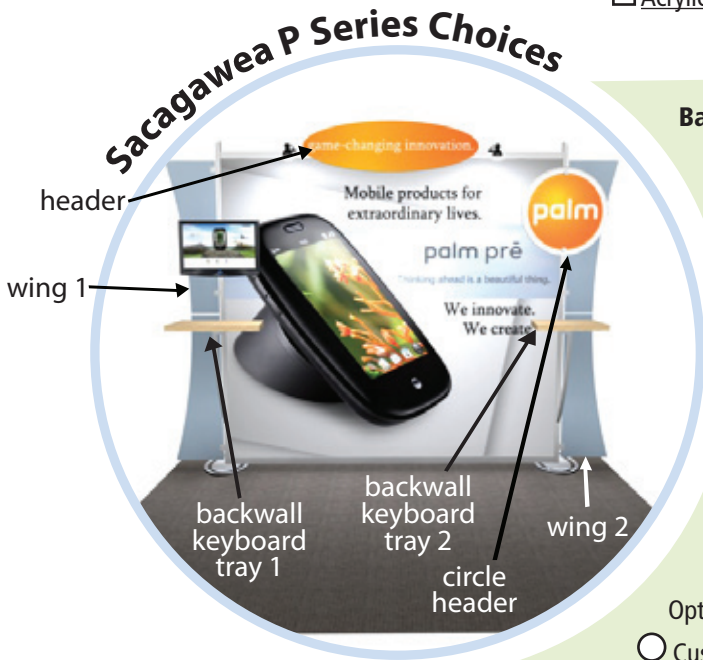 Acrylic
Sacagawea P Series Choices
Ba
game-changing innovation.
header
Mobile products for
extraordinary lives.
palm
palm prē
Thinking ahead is a beautiful thing.
wing 1
We innovate.
We create.
backwall
keyboard
tray 1
backwall
keyboard
tray 2
wing 2
circle
header
Opt
Cus